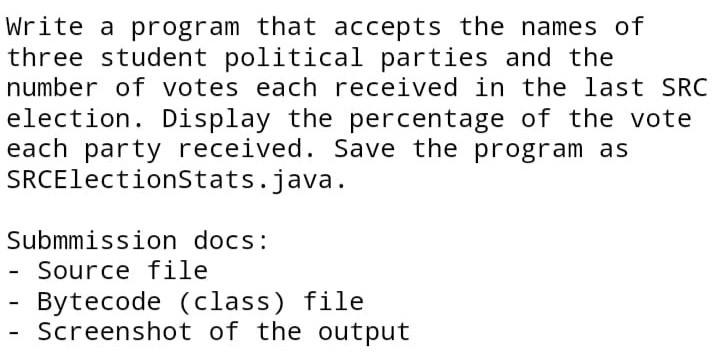 Write a program that accepts the names of
three student political parties and the
number of votes each received in the last SRC
election. Display the percentage of the vote
each party received. Save the program as
SRCElectionStats.java.

Submmission docs:
- Source file
- Bytecode (class) file
- Screenshot of the output